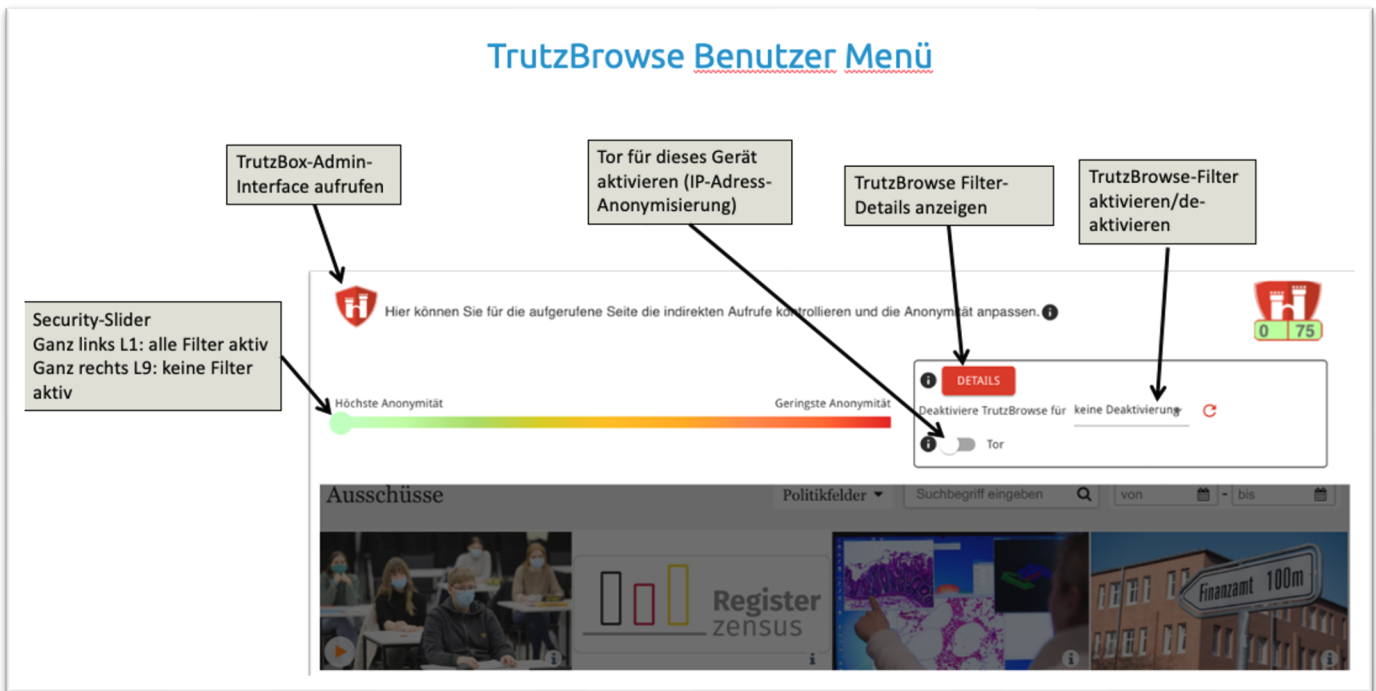 TrutzBrowse Benutzer Menü
TrutzBox-Admin-
Interface aufrufen
Tor für dieses Gerät
aktivieren (IP-Adress-
Anonymisierung)
TrutzBrowse Filter-
Details anzeigen
TrutzBrowse-Filter
aktivieren/de-
aktivieren
Security-Slider
Ganz links L1: alle Filter aktiv
Ganz rechts L9: keine Filter
aktiv
Hier können Sie für die aufgerufene Seite die indirekten Aufrufe kontrollieren und die Anonymität anpassen.
0 75
Höchste Anonymität
Geringste Anonymität
DETAILS
Deaktiviere TrutzBrowse für keine Deaktivierung
Tor
Ausschüsse
Politikfelder
Suchbegriff eingeben
von - bis
Register
zensus
Finanzamt 100m